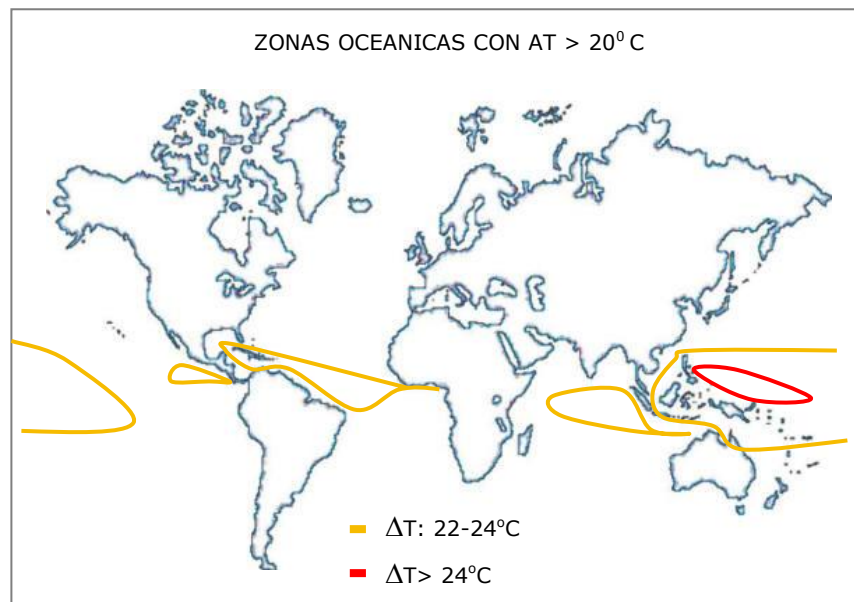 ZONAS OCEANICAS CON AT > 20⁰ C
ΔT: 22-24ºC
ΔT> 24ºC